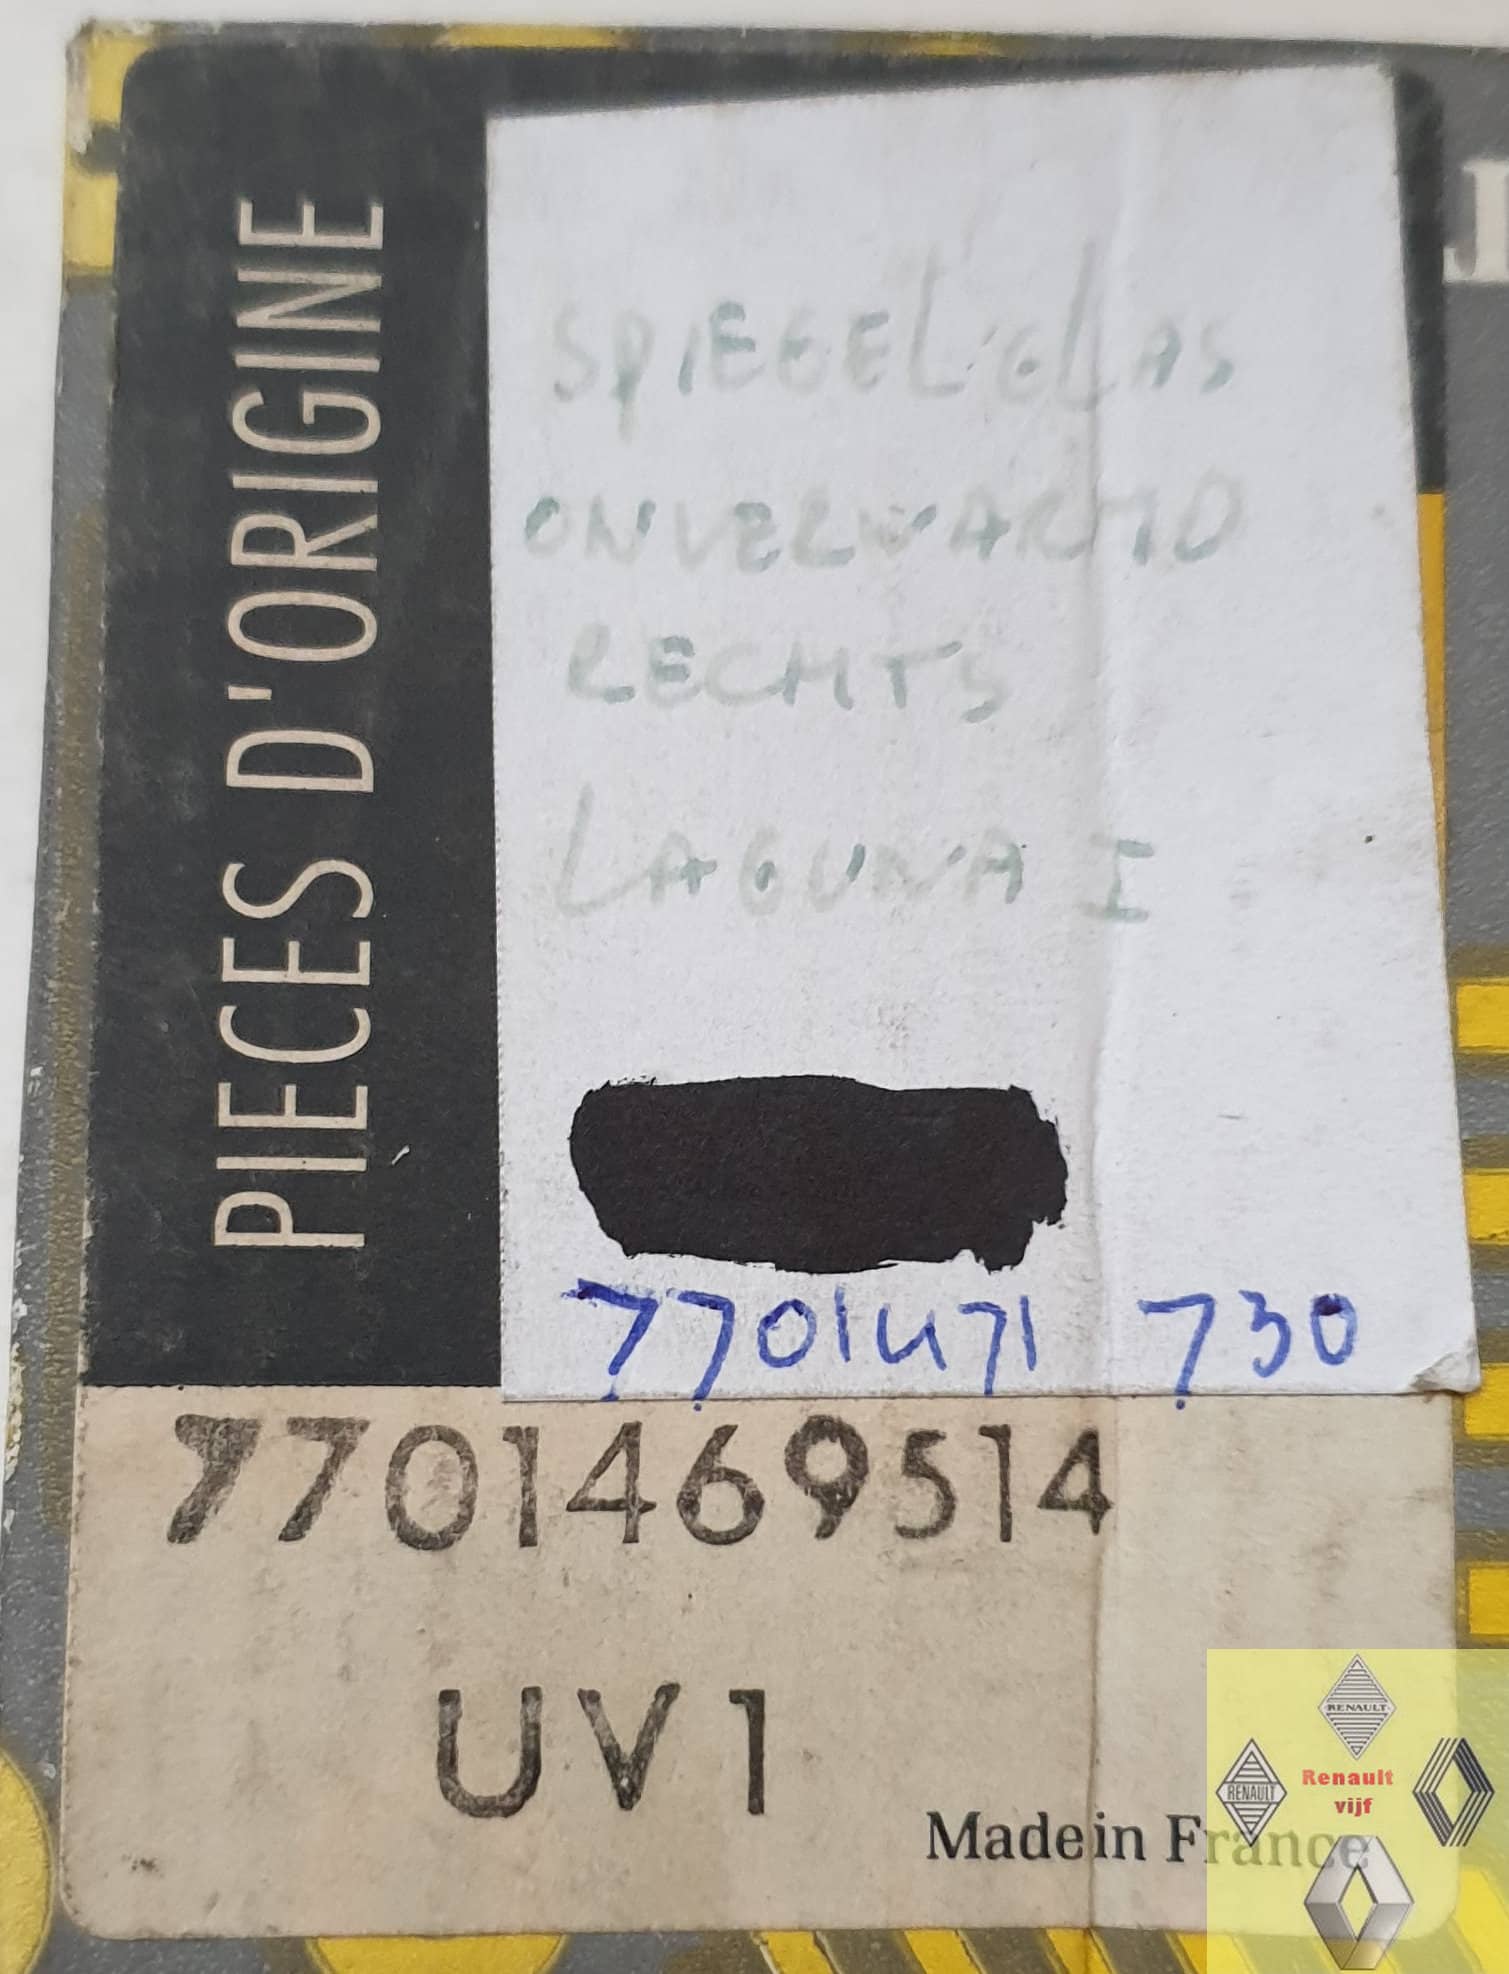 PIECES D'ORIGINE
SPIEGELGLAS
ONVERWARMD
RECHTS
LAGUNA I
7701471 730
7701469514
UV1
Made in France
RENAULT
RENAULT
Renault
vijf